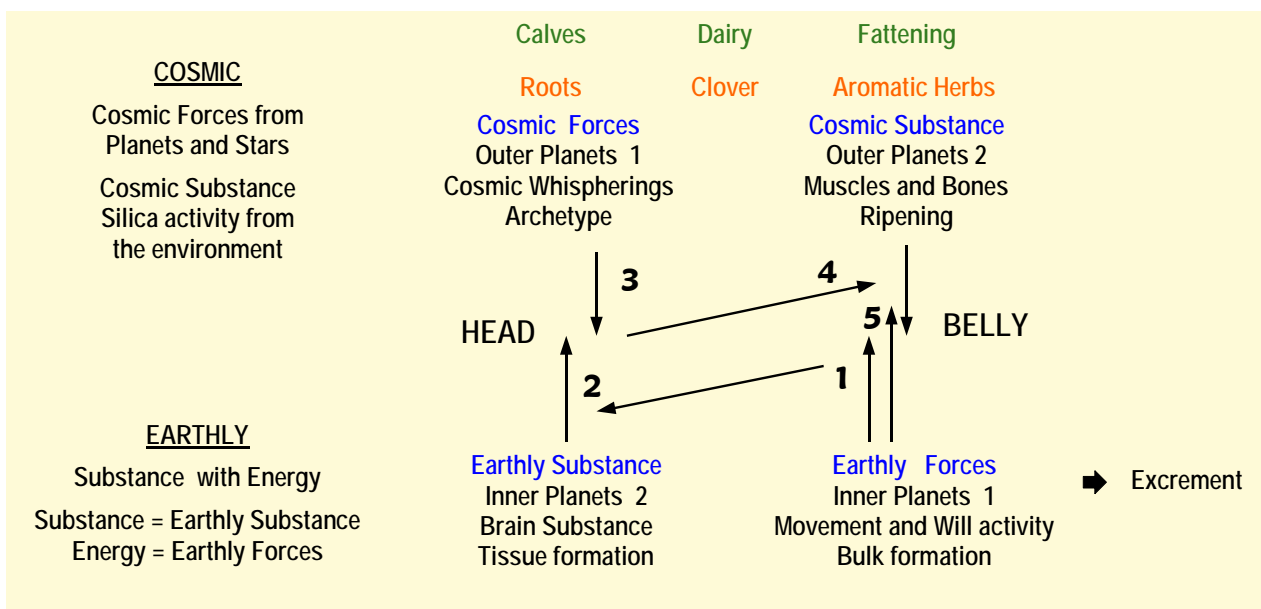 Calves Dairy Fattening
COSMIC
Roots Clover Aromatic Herbs
Cosmic Forces from
Planets and Stars
Cosmic Substance
Silica activity from
the environment
Cosmic Forces
Outer Planets 1
Cosmic Whispherings
Archetype
Cosmic Substance
Outer Planets 2
Muscles and Bones
Ripening
3
4
HEAD
5
BELLY
2
1
EARTHLY
Substance with Energy
Substance = Earthly Substance
Energy = Earthly Forces
Earthly Substance
Inner Planets 2
Brain Substance
Tissue formation
Earthly Forces
Inner Planets 1
Movement and Will activity
Bulk formation
Excrement